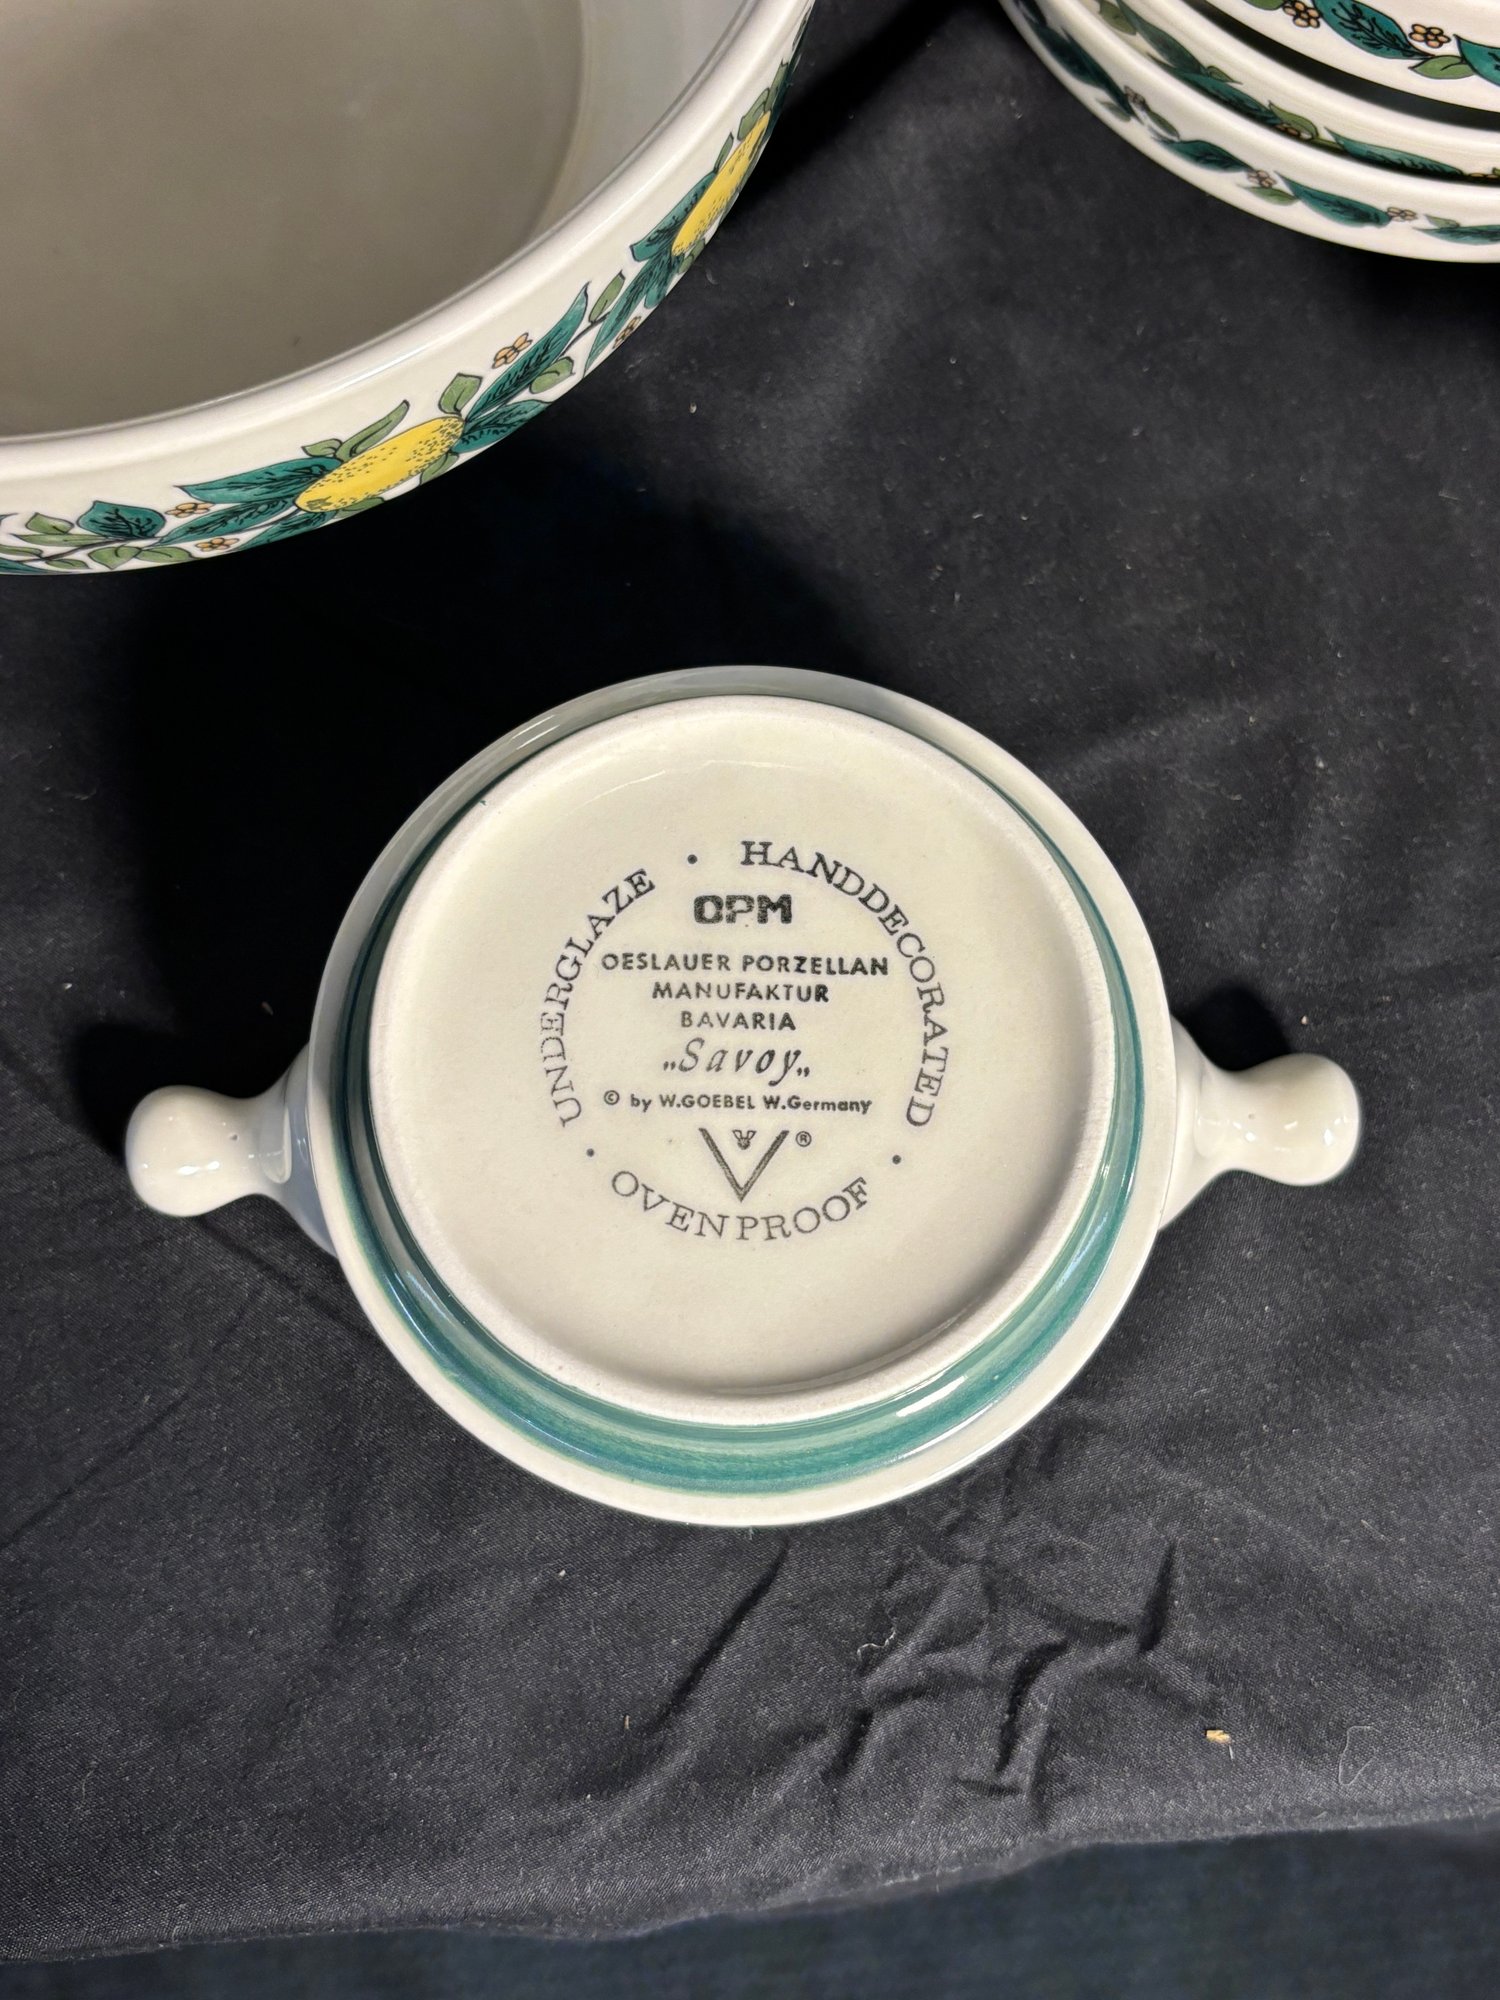 UNDERGLAZE • HANDDECORATED •
OPM
OESLAUER PORZELLAN
MANUFAKTUR
BAVARIA
„Savoy„
© by W.GOEBEL W.Germany
®
OVENPROOF •